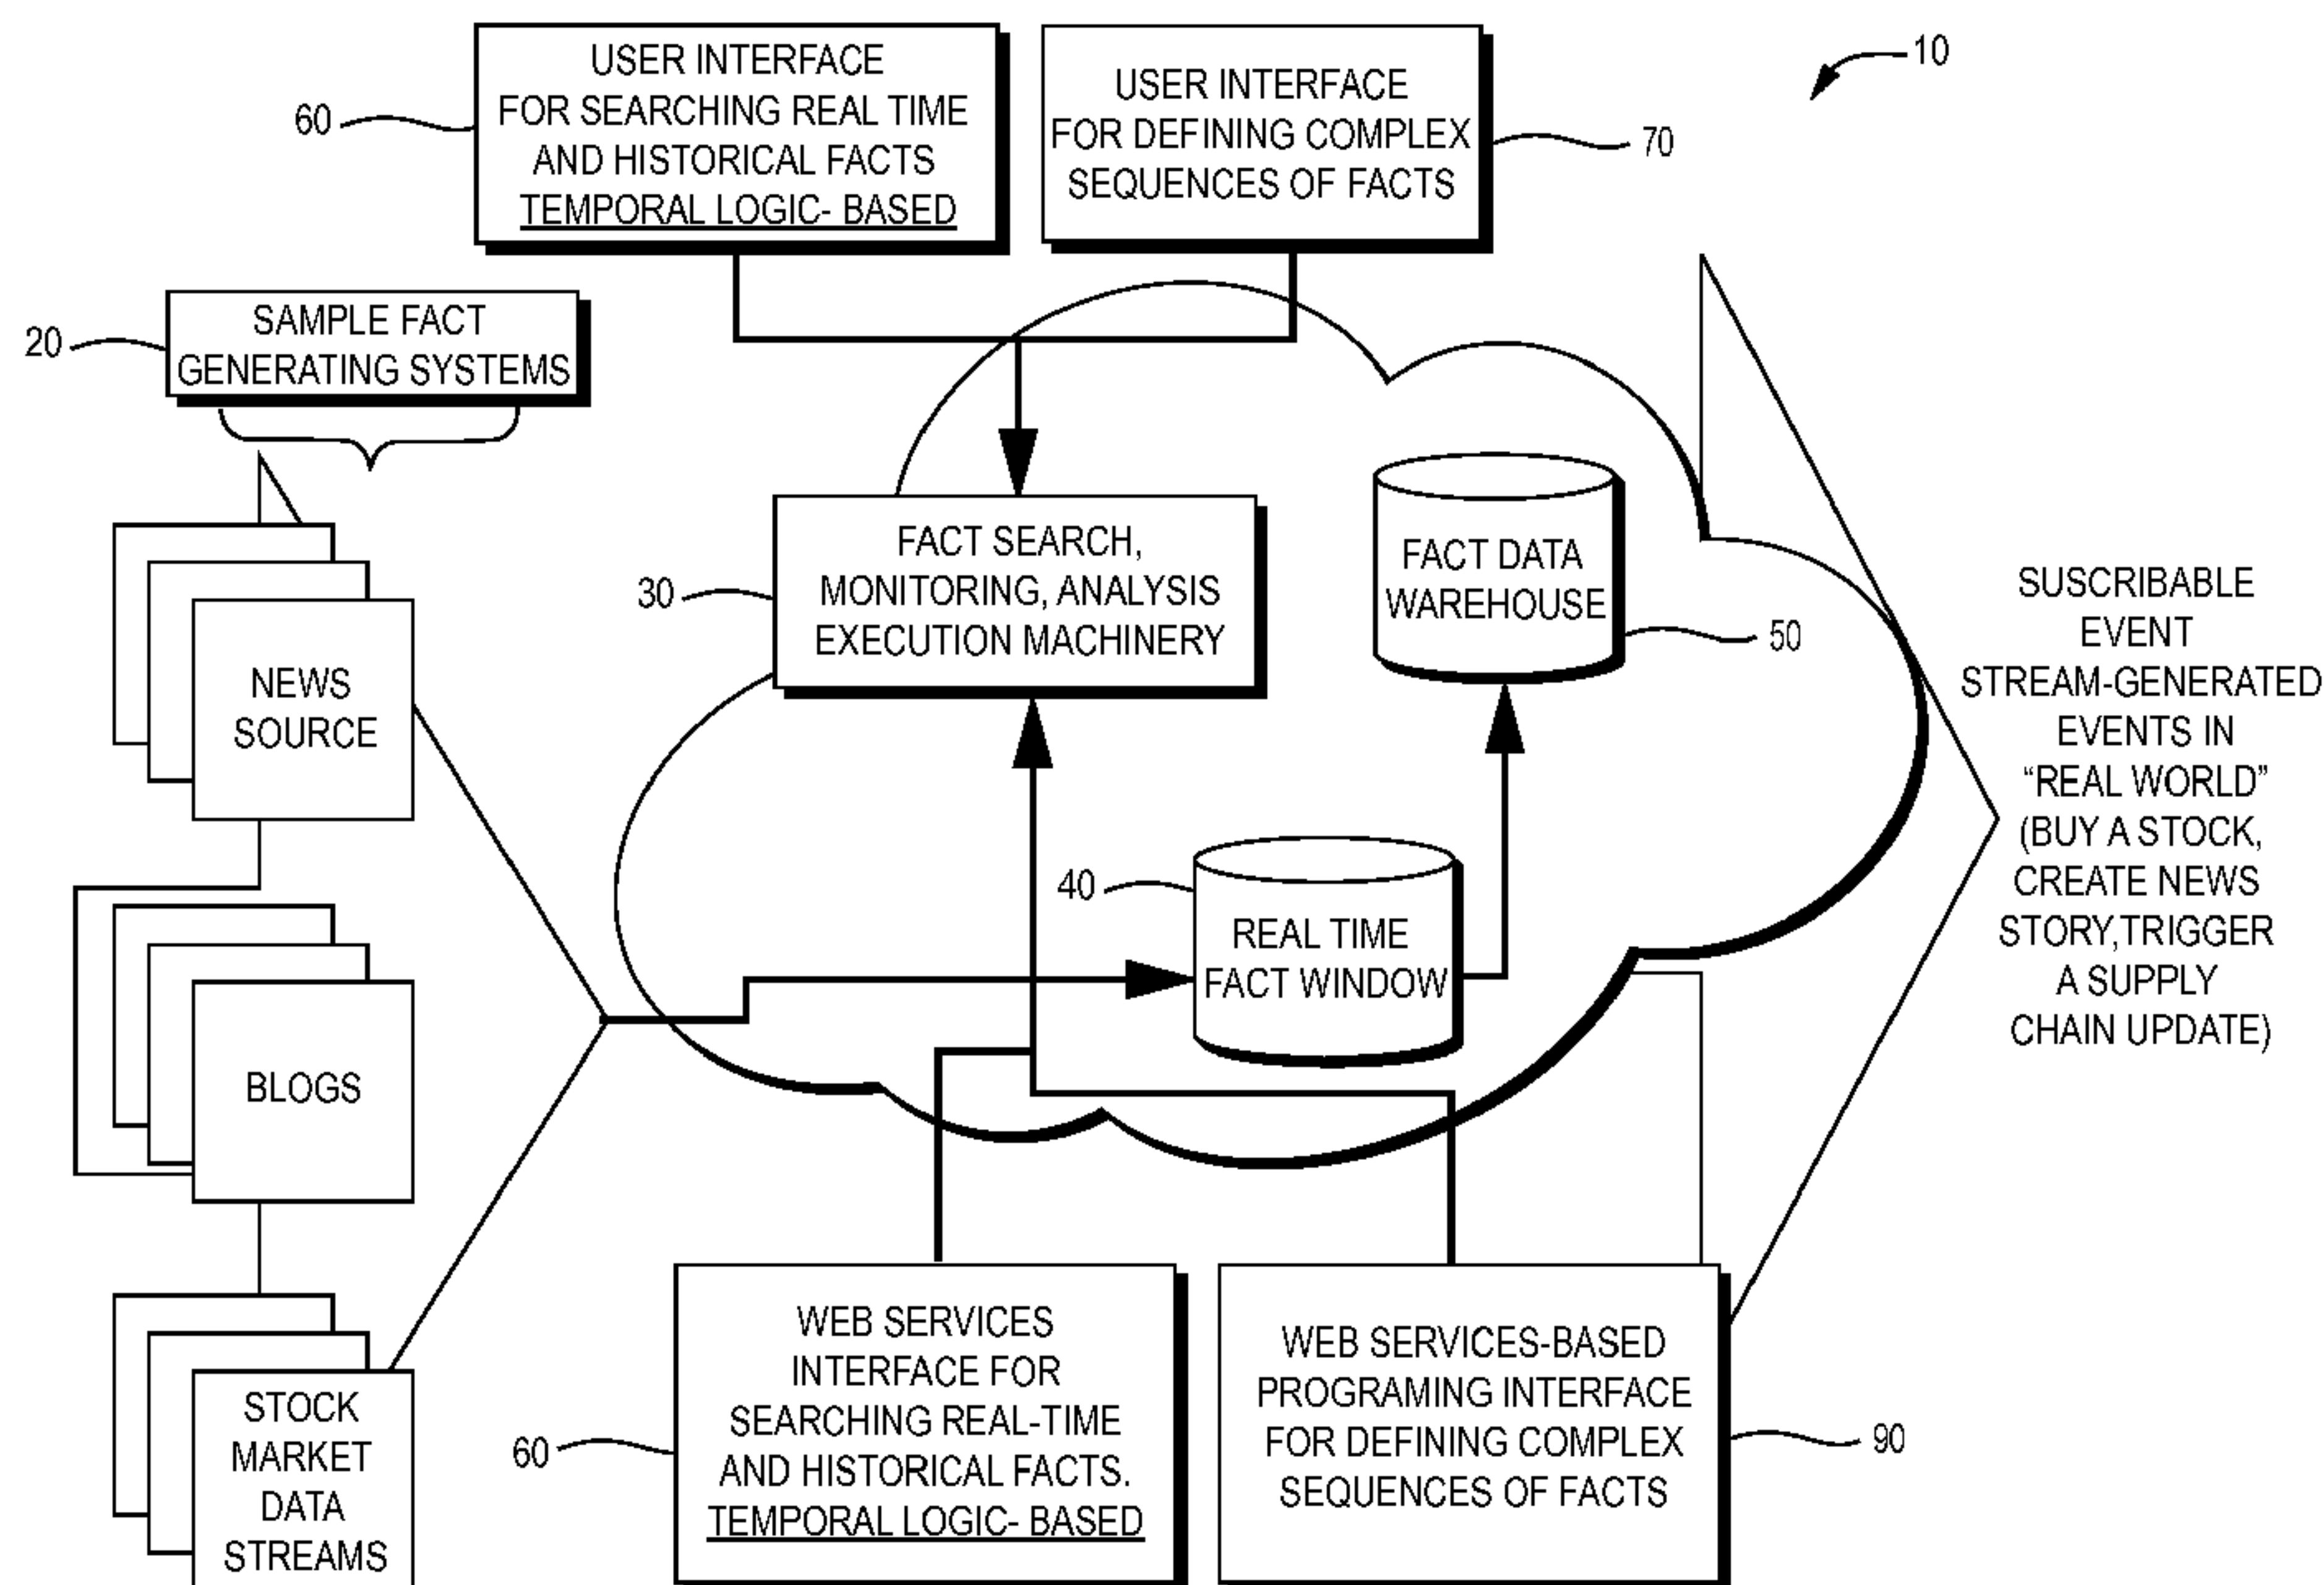 USER INTERFACE
FOR SEARCHING REAL TIME
AND HISTORICAL FACTS
TEMPORAL LOGIC- BASED
60
USER INTERFACE
FOR DEFINING COMPLEX
SEQUENCES OF FACTS
70
10
SAMPLE FACT
GENERATING SYSTEMS
20
NEWS
SOURCE
BLOGS
STOCK
MARKET
DATA
STREAMS
FACT SEARCH,
MONITORING, ANALYSIS
EXECUTION MACHINERY
30
FACT DATA
WAREHOUSE
50
40
REAL TIME
FACT WINDOW
SUSCRIBABLE
EVENT
STREAM-GENERATED
EVENTS IN
“REAL WORLD”
(BUY A STOCK,
CREATE NEWS
STORY,TRIGGER
A SUPPLY
CHAIN UPDATE)
WEB SERVICES
INTERFACE FOR
SEARCHING REAL-TIME
AND HISTORICAL FACTS.
TEMPORAL LOGIC- BASED
60
WEB SERVICES-BASED
PROGRAMING INTERFACE
FOR DEFINING COMPLEX
SEQUENCES OF FACTS
90